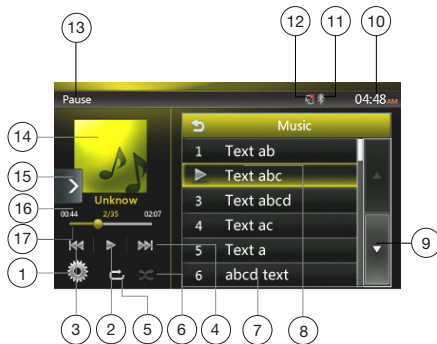 12 11 10
13
Pause 04:48 AM
Music
14
1 Text ab
Text abc
15
Unknow
3 Text abcd
16
00:44 2/35 02:07
4 Text ac
17
9
5 Text a
1
6 abcd text
3 2 5 6 4 7 8